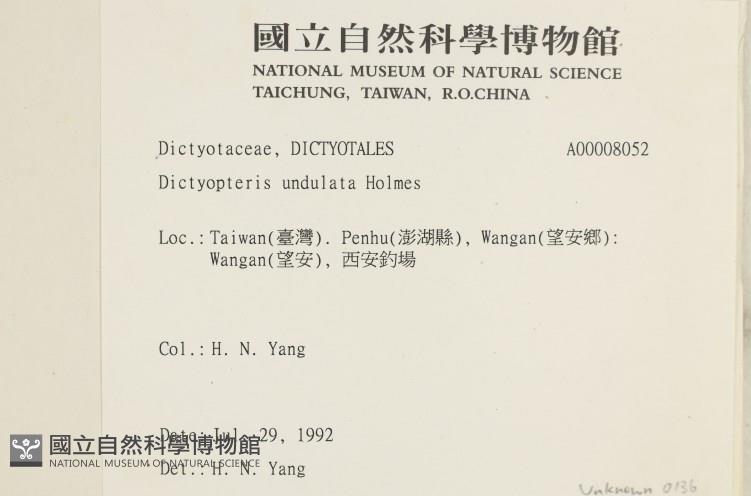 國立自然科學博物館
NATIONAL MUSEUM OF NATURAL SCIENCE
TAICHUNG, TAIWAN, R.O.CHINA
Dictyotaceae, DICTYOTALES A00008052
Dictyopteris undulata Holmes
Loc.: Taiwan(臺灣). Penhu(澎湖縣), Wangan(望安鄉):
Wangan(望安), 西安釣場
Col.: H. N. Yang
Date: Jul. 29, 1992
國立自然科學博物館
NATIONAL MUSEUM OF NATURAL SCIENCE
Det.: H. N. Yang
Unknown 0136